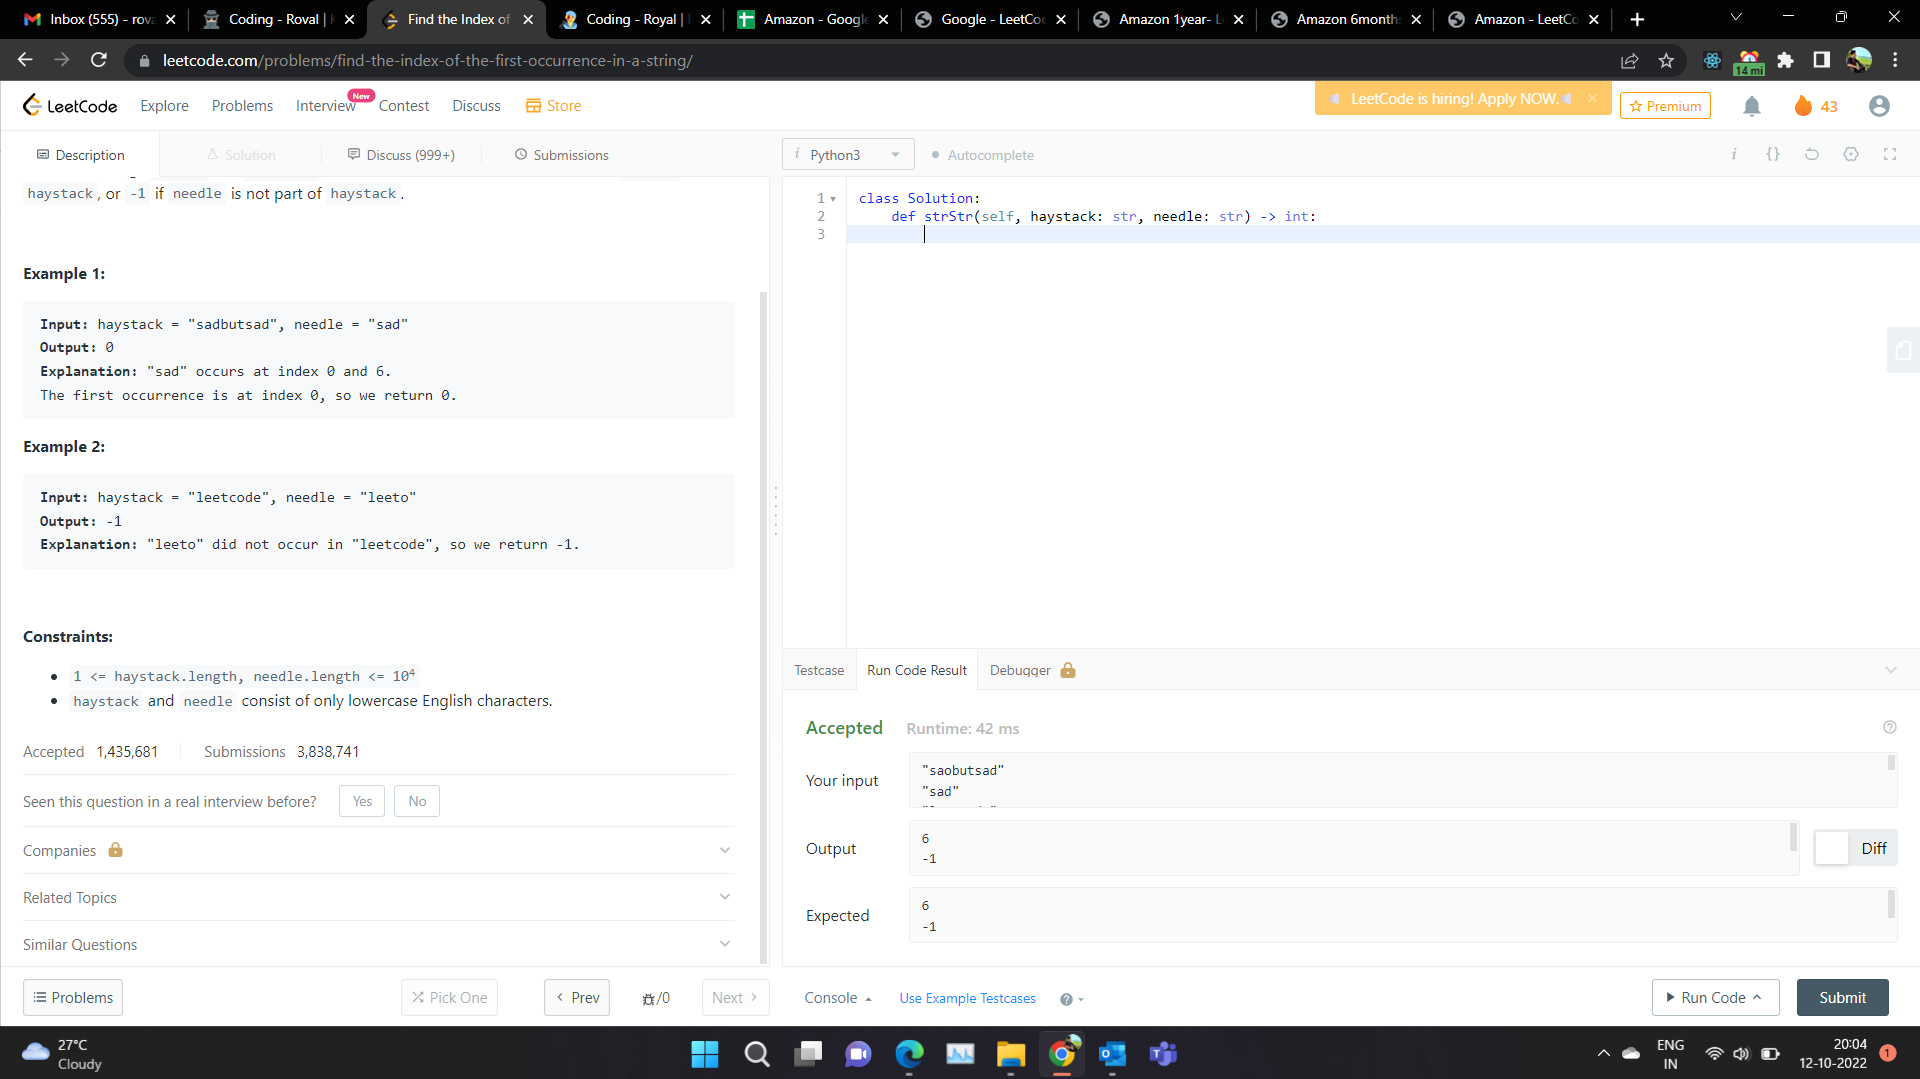 Inbox (555) - rova
Coding - Royal |
Find the Index of
Coding - Royal |
Amazon - Google
Google - LeetCo
Amazon 1year- L
Amazon 6month
Amazon - LeetCo
leetcode.com/problems/find-the-index-of-the-first-occurrence-in-a-string/
14 mi
LeetCode
Explore
Problems
Interview
New
Contest
Discuss
Store
LeetCode is hiring! Apply NOW.
Premium
43
Description
Solution
Discuss (999+)
Submissions
i Python3
Autocomplete
haystack, or -1 if needle is not part of haystack.
Example 1:
Input: haystack = "sadbutsad", needle = "sad"
Output: 0
Explanation: "sad" occurs at index 0 and 6.
The first occurrence is at index 0, so we return 0.
Example 2:
Input: haystack = "leetcode", needle = "leeto"
Output: -1
Explanation: "leeto" did not occur in "leetcode", so we return -1.
Constraints:
1 <= haystack.length, needle.length <= 10⁴
haystack and needle consist of only lowercase English characters.
Accepted 1,435,681 Submissions 3,838,741
Seen this question in a real interview before? Yes No
Companies
Related Topics
Similar Questions
Problems
Pick One
Prev
/0
Next
1 class Solution:
2 def strStr(self, haystack: str, needle: str) -> int:
3
Testcase
Run Code Result
Debugger
Accepted Runtime: 42 ms
Your input
"saobutsad"
"sad"
Output
6
-1
Diff
Expected
6
-1
Console
Use Example Testcases
Run Code
Submit
27°C
Cloudy
ENG
IN
20:04
12-10-2022
1